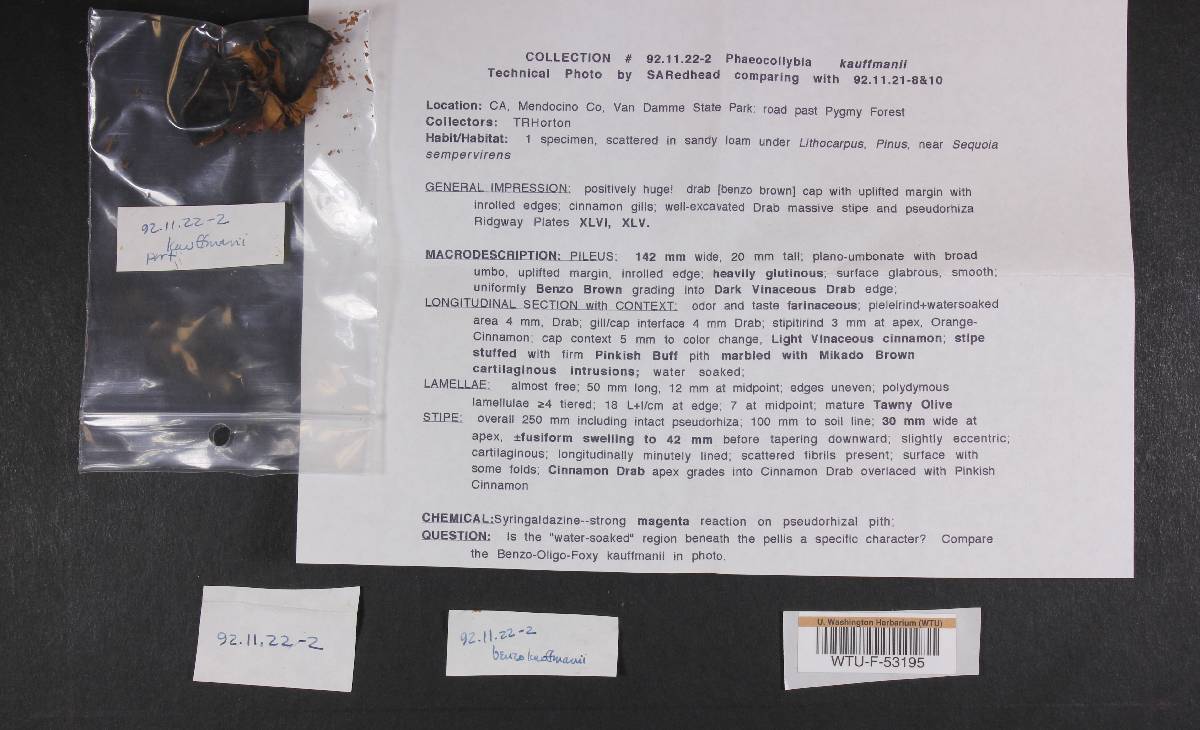 COLLECTION # 92.11.22-2 Phaeocollybia kauffmanii
Technical Photo by SARedhead comparing with 92.11.21-8&10
Location: CA, Mendocino Co, Van Damme State Park: road past Pygmy Forest
Collectors: TRHorton
Habit/Habitat: 1 specimen, scattered in sandy loam under Lithocarpus, Pinus, near Sequoia
sempervirens
GENERAL IMPRESSION: positively huge! drab [benzo brown] cap with uplifted margin with
inrolled edges; cinnamon gills; well-excavated Drab massive stipe and pseudorhiza
Ridgway Plates XLVI, XLV.
MACRODESCRIPTION: PILEUS: 142 mm wide, 20 mm tall; plano-umbonate with broad
umbo, uplifted margin, inrolled edge; heavily glutinous; surface glabrous, smooth;
uniformly Benzo Brown grading into Dark Vinaceous Drab edge;
LONGITUDINAL SECTION with CONTEXT: odor and taste farinaceous; pielelrind+watersoaked
area 4 mm, Drab; gill/cap interface 4 mm Drab; stipitirind 3 mm at apex, Orange-
Cinnamon; cap context 5 mm to color change, Light Vinaceous cinnamon; stipe
stuffed with firm Pinkish Buff pith marbled with Mikado Brown
cartilaginous intrusions; water soaked;
LAMELLAE: almost free; 50 mm long, 12 mm at midpoint; edges uneven; polydymous
lamellulae ≥4 tiered; 18 L+l/cm at edge; 7 at midpoint; mature Tawny Olive
STIPE: overall 250 mm including intact pseudorhiza; 100 mm to soil line; 30 mm wide at
apex, ±fusiform swelling to 42 mm before tapering downward; slightly eccentric;
cartilaginous; longitudinally minutely lined; scattered fibrils present; surface with
some folds; Cinnamon Drab apex grades into Cinnamon Drab overlaced with Pinkish
Cinnamon
CHEMICAL:Syringaldazine--strong magenta reaction on pseudorhizal pith;
QUESTION: Is the "water-soaked" region beneath the pellis a specific character? Compare
the Benzo-Oligo-Foxy kauffmanii in photo.
92.11.22-2
kauffmanii
part
92.11.22-2
92.11.22-2
benzokauffmanii
U. Washington Herbarium (WTU)
WTU-F-53195